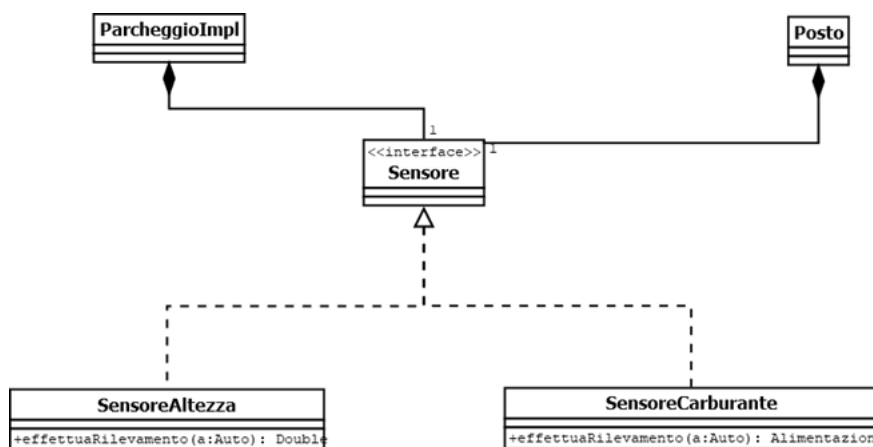 ParcheggioImpl
Posto
1
<<interface>>
1
Sensore
SensoreAltezza
SensoreCarburante
+effettuaRilevamento(a:Auto): Double
+effettuaRilevamento(a:Auto): Alimentazion